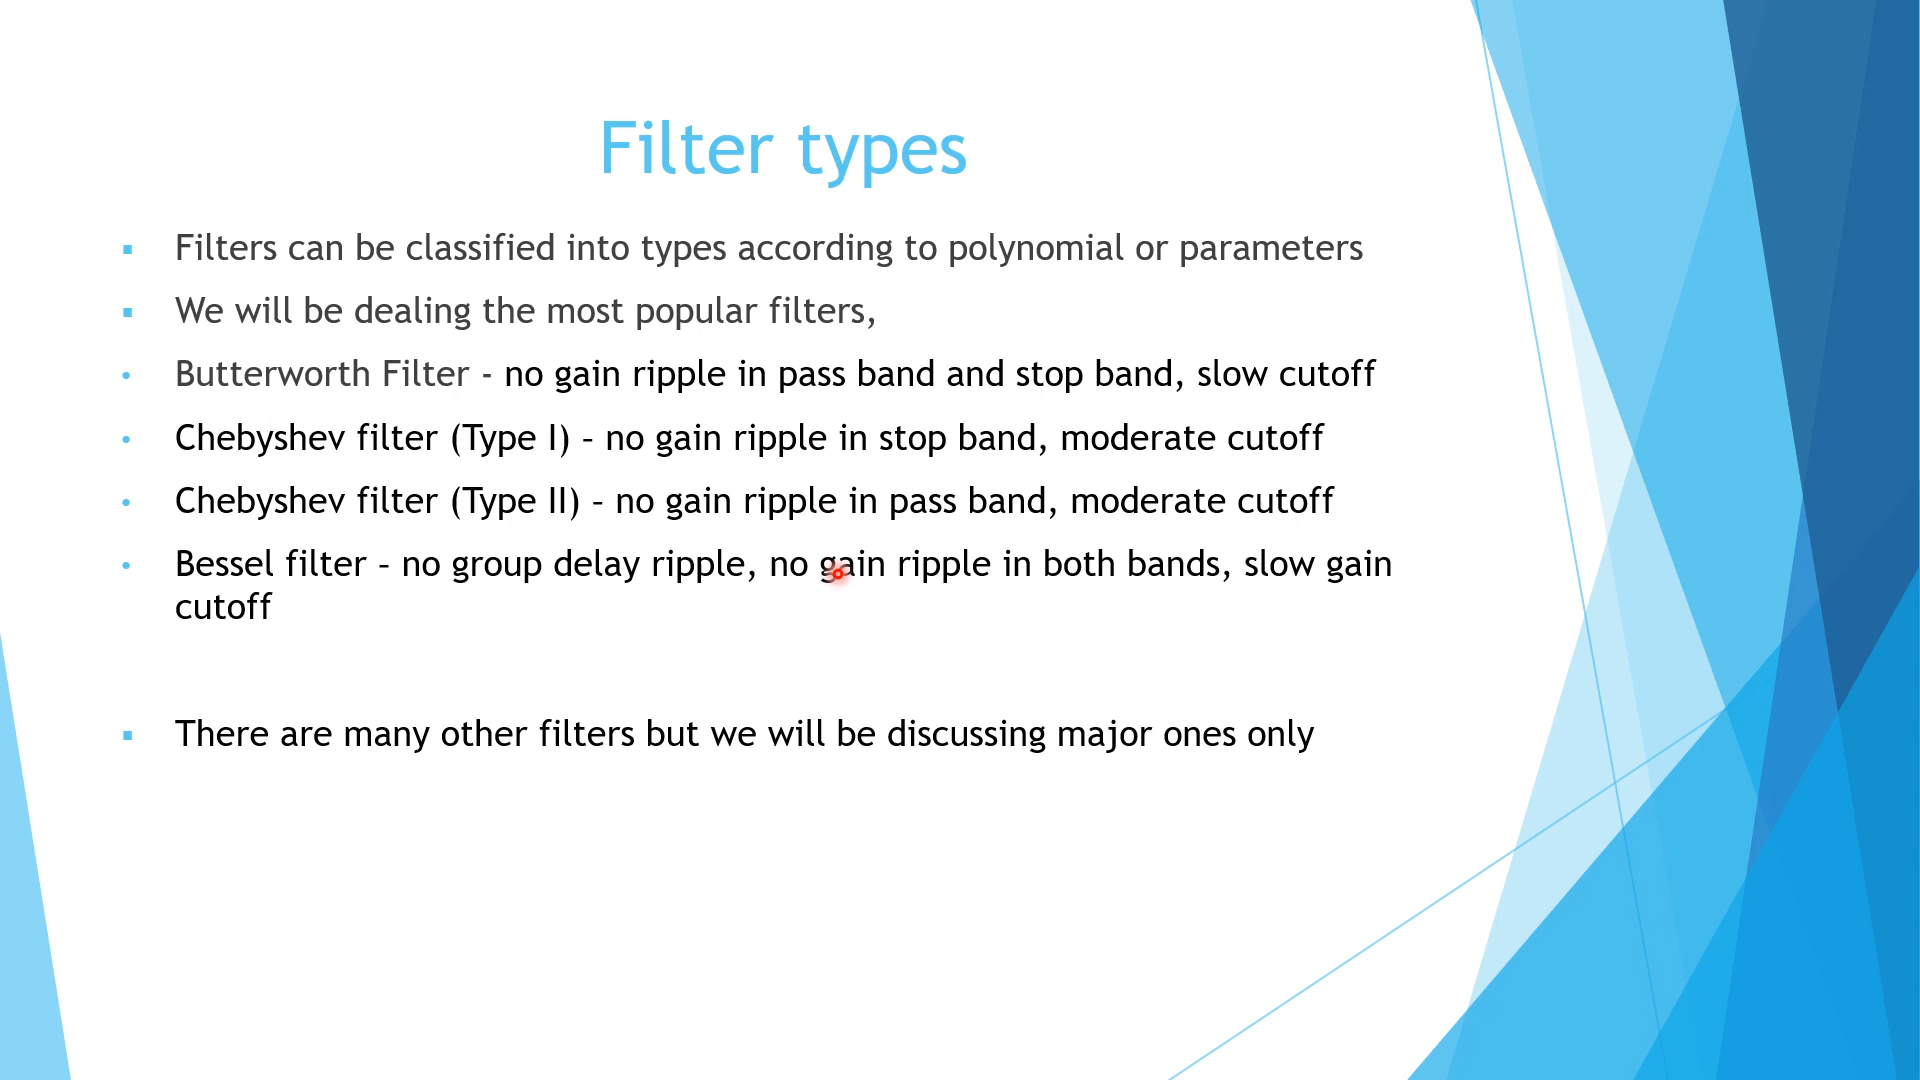 Filter types
Filters can be classified into types according to polynomial or parameters
We will be dealing the most popular filters,
Butterworth Filter - no gain ripple in pass band and stop band, slow cutoff
Chebyshev filter (Type I) – no gain ripple in stop band, moderate cutoff
Chebyshev filter (Type II) – no gain ripple in pass band, moderate cutoff
Bessel filter – no group delay ripple, no gain ripple in both bands, slow gain
cutoff
There are many other filters but we will be discussing major ones only